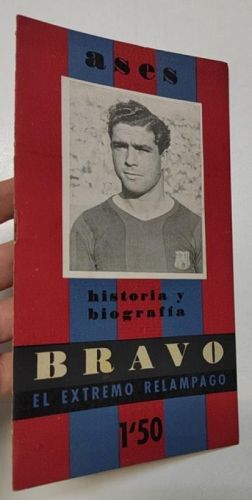 ases
historia y
biografía
BRAVO
EL EXTREMO RELAMPAGO
1'50